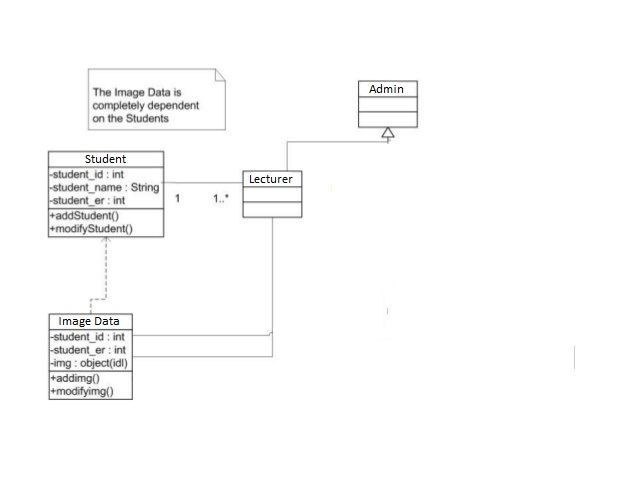 The Image Data is
completely dependent
on the Students
Admin
Student
-student_id : int
-student_name : String
-student_er : int
+addStudent()
+modifyStudent()
1
1..*
Lecturer
Image Data
-student_id : int
-student_er : int
-img : object(idl)
+addimg()
+modifyimg()